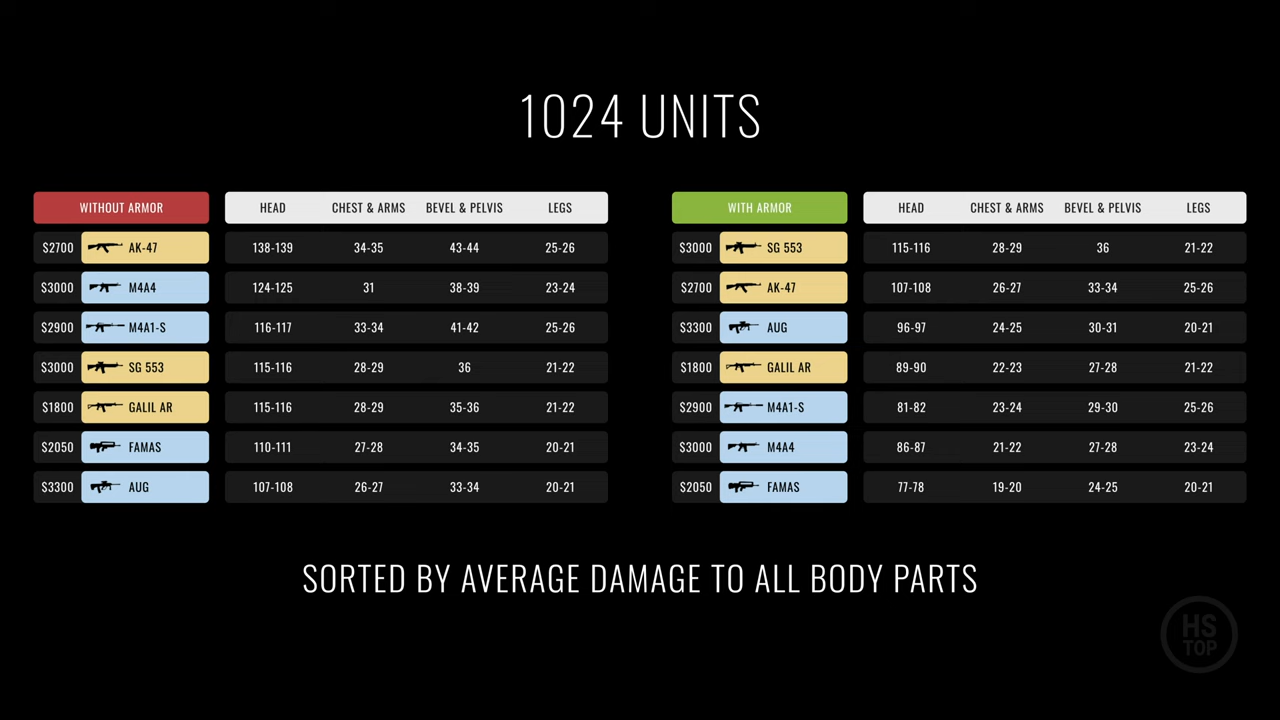 1024 UNITS
WITHOUT ARMOR HEAD CHEST & ARMS BEVEL & PELVIS LEGS
$2700 AK-47 138-139 34-35 43-44 25-26
$3000 M4A4 124-125 31 38-39 23-24
$2900 M4A1-S 116-117 33-34 41-42 25-26
$3000 SG 553 115-116 28-29 36 21-22
$1800 GALIL AR 115-116 28-29 35-36 21-22
$2050 FAMAS 110-111 27-28 34-35 20-21
$3300 AUG 107-108 26-27 33-34 20-21
WITH ARMOR HEAD CHEST & ARMS BEVEL & PELVIS LEGS
$3000 SG 553 115-116 28-29 36 21-22
$2700 AK-47 107-108 26-27 33-34 25-26
$3300 AUG 96-97 24-25 30-31 20-21
$1800 GALIL AR 89-90 22-23 27-28 21-22
$2900 M4A1-S 81-82 23-24 29-30 25-26
$3000 M4A4 86-87 21-22 27-28 23-24
$2050 FAMAS 77-78 19-20 24-25 20-21
SORTED BY AVERAGE DAMAGE TO ALL BODY PARTS
HS
TOP